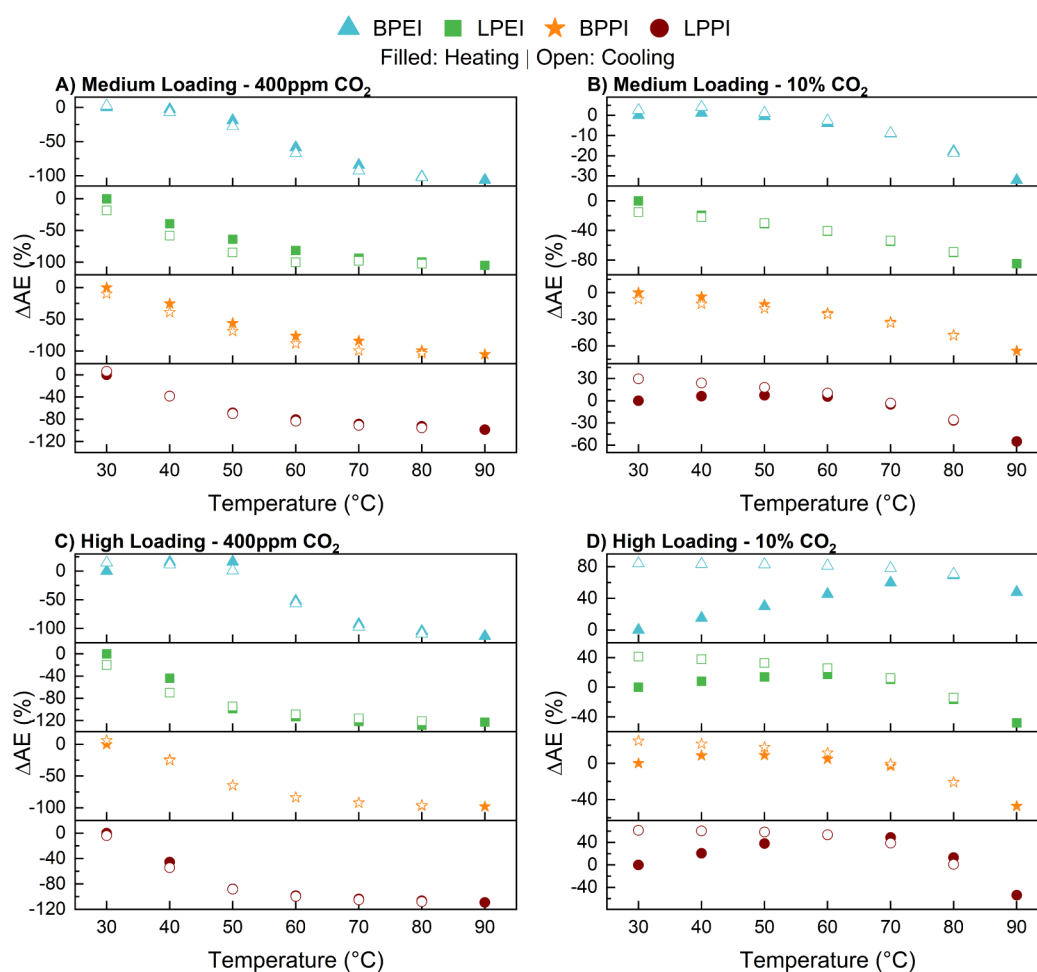 BPEI LPEI BPPI LPPI
Filled: Heating | Open: Cooling
A) Medium Loading - 400ppm CO₂
0
-50
-100
0
-50
-100
0
-50
-100
0
-40
-80
-120
ΔAE (%)
30 40 50 60 70 80 90
Temperature (°C)
B) Medium Loading - 10% CO₂
0
-10
-20
-30
0
-40
-80
0
-30
-60
30
0
-30
-60
ΔAE (%)
30 40 50 60 70 80 90
Temperature (°C)
C) High Loading - 400ppm CO₂
0
-50
-100
0
-40
-80
-120
0
-50
-100
0
-40
-80
-120
ΔAE (%)
30 40 50 60 70 80 90
Temperature (°C)
D) High Loading - 10% CO₂
80
40
0
40
0
-40
0
-40
40
0
-40
ΔAE (%)
30 40 50 60 70 80 90
Temperature (°C)